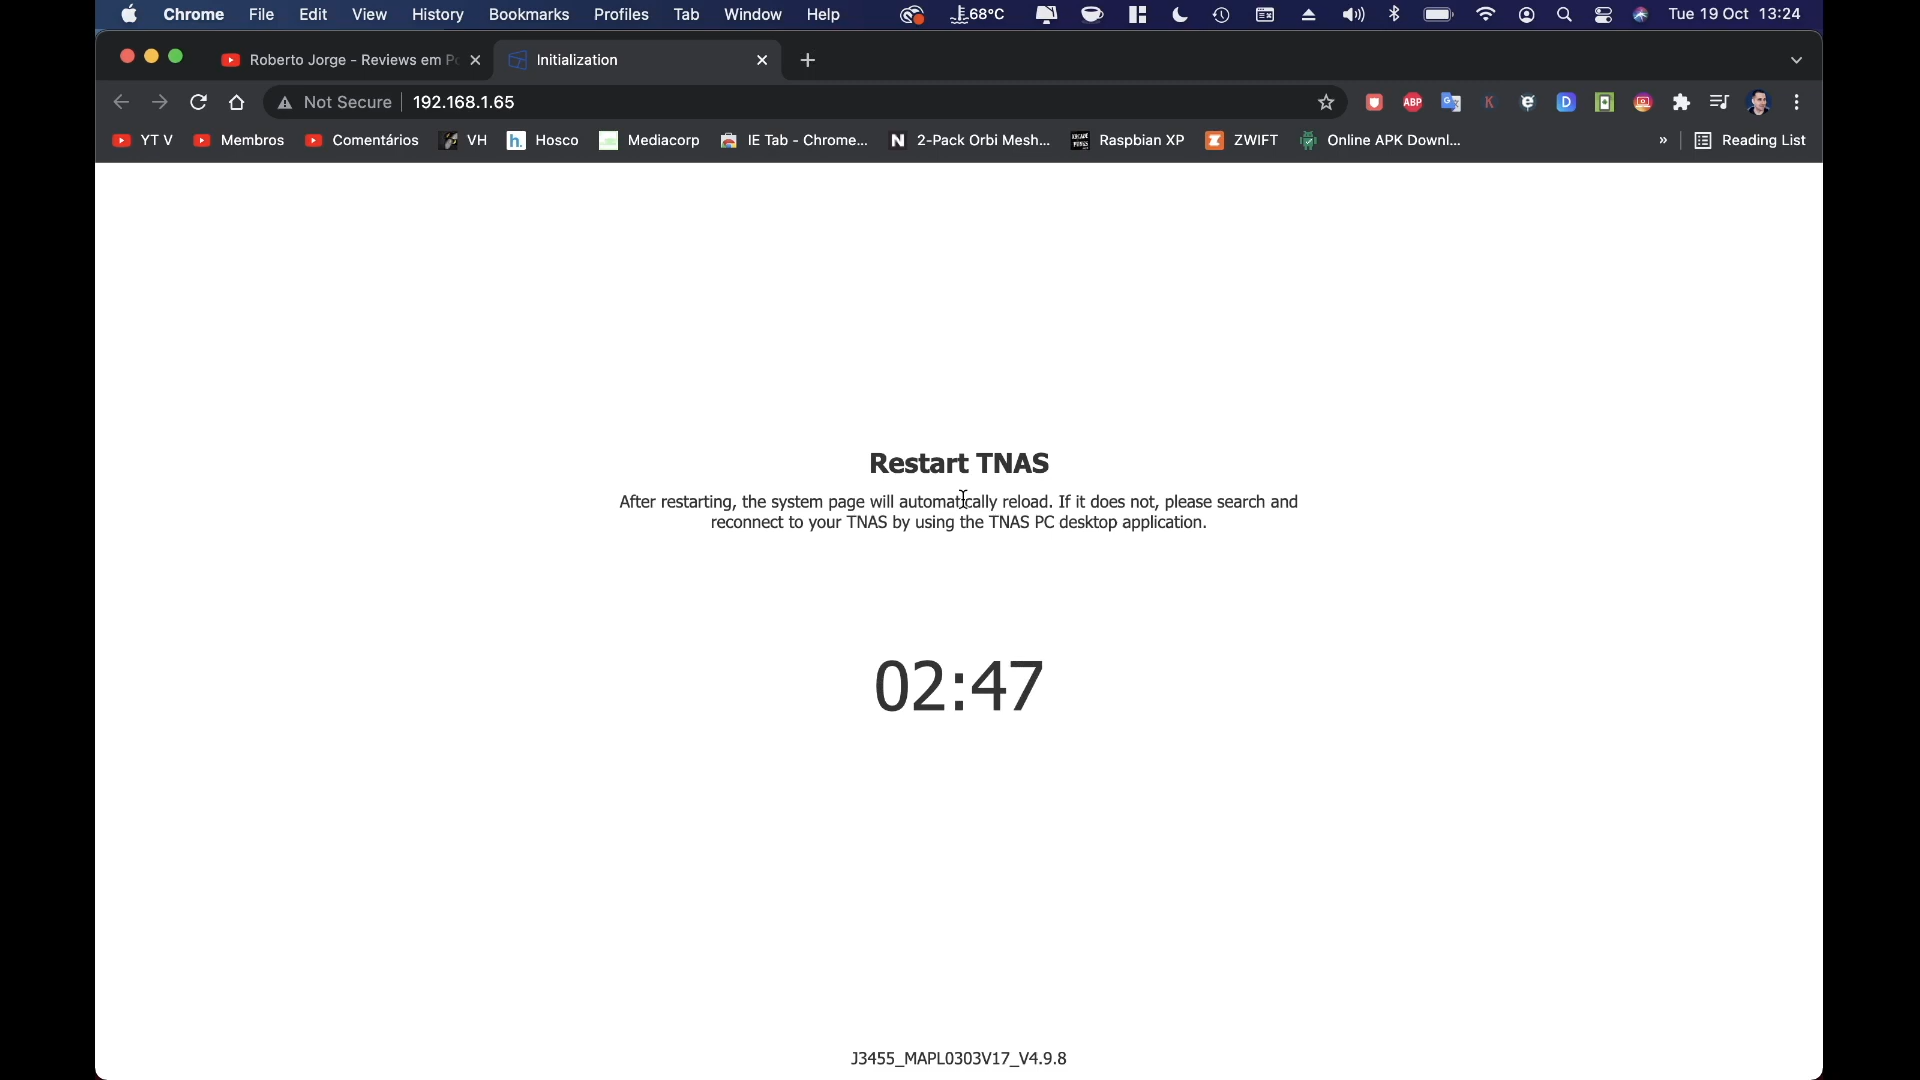 Chrome File Edit View History Bookmarks Profiles Tab Window Help 68°C Tue 19 Oct 13:24
Roberto Jorge - Reviews em Po Initialization
Not Secure 192.168.1.65 ABP K D
YT V Membros Comentários VH h. Hosco Mediacorp IE Tab - Chrome... N 2-Pack Orbi Mesh... Raspbian XP ZWIFT Online APK Downl... » Reading List
Restart TNAS
After restarting, the system page will automatically reload. If it does not, please search and
reconnect to your TNAS by using the TNAS PC desktop application.
02:47
J3455_MAPL0303V17_V4.9.8